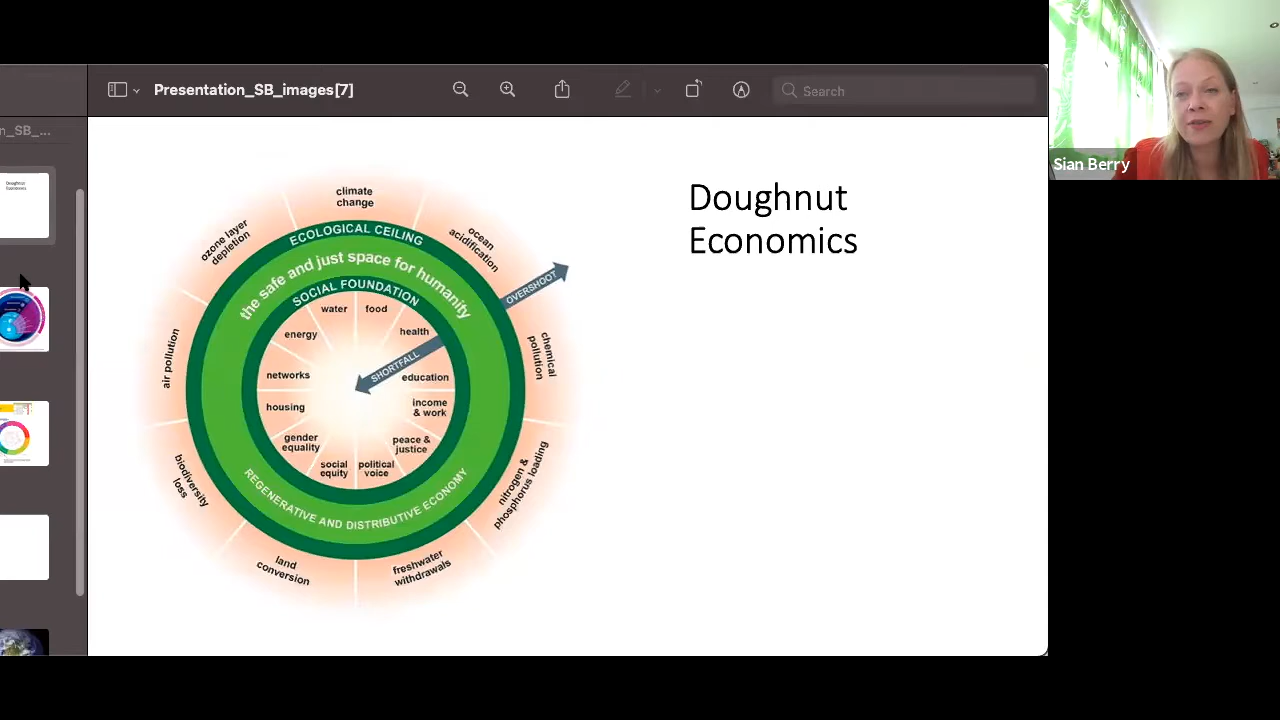 Presentation_SB_images[7]
Search
Sian Berry
n_SB_...
Doughnut
Economics
Doughnut
Economics
climate
change
ozone layer
depletion
ocean
acidification
ECOLOGICAL CEILING
the safe and just space for humanity
SOCIAL FOUNDATION
OVERSHOOT
water
food
energy
health
SHORTFALL
air pollution
chemical
pollution
networks
education
housing
income
& work
gender
equality
peace &
justice
social
equity
political
voice
REGENERATIVE AND DISTRIBUTIVE ECONOMY
biodiversity
loss
nitrogen &
phosphorus loading
land
conversion
freshwater
withdrawals